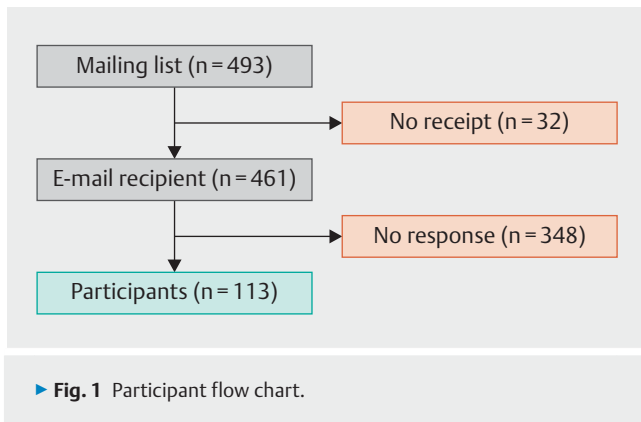 Mailing list (n = 493)
No receipt (n = 32)
E-mail recipient (n = 461)
No response (n = 348)
Participants (n = 113)
► Fig. 1 Participant flow chart.